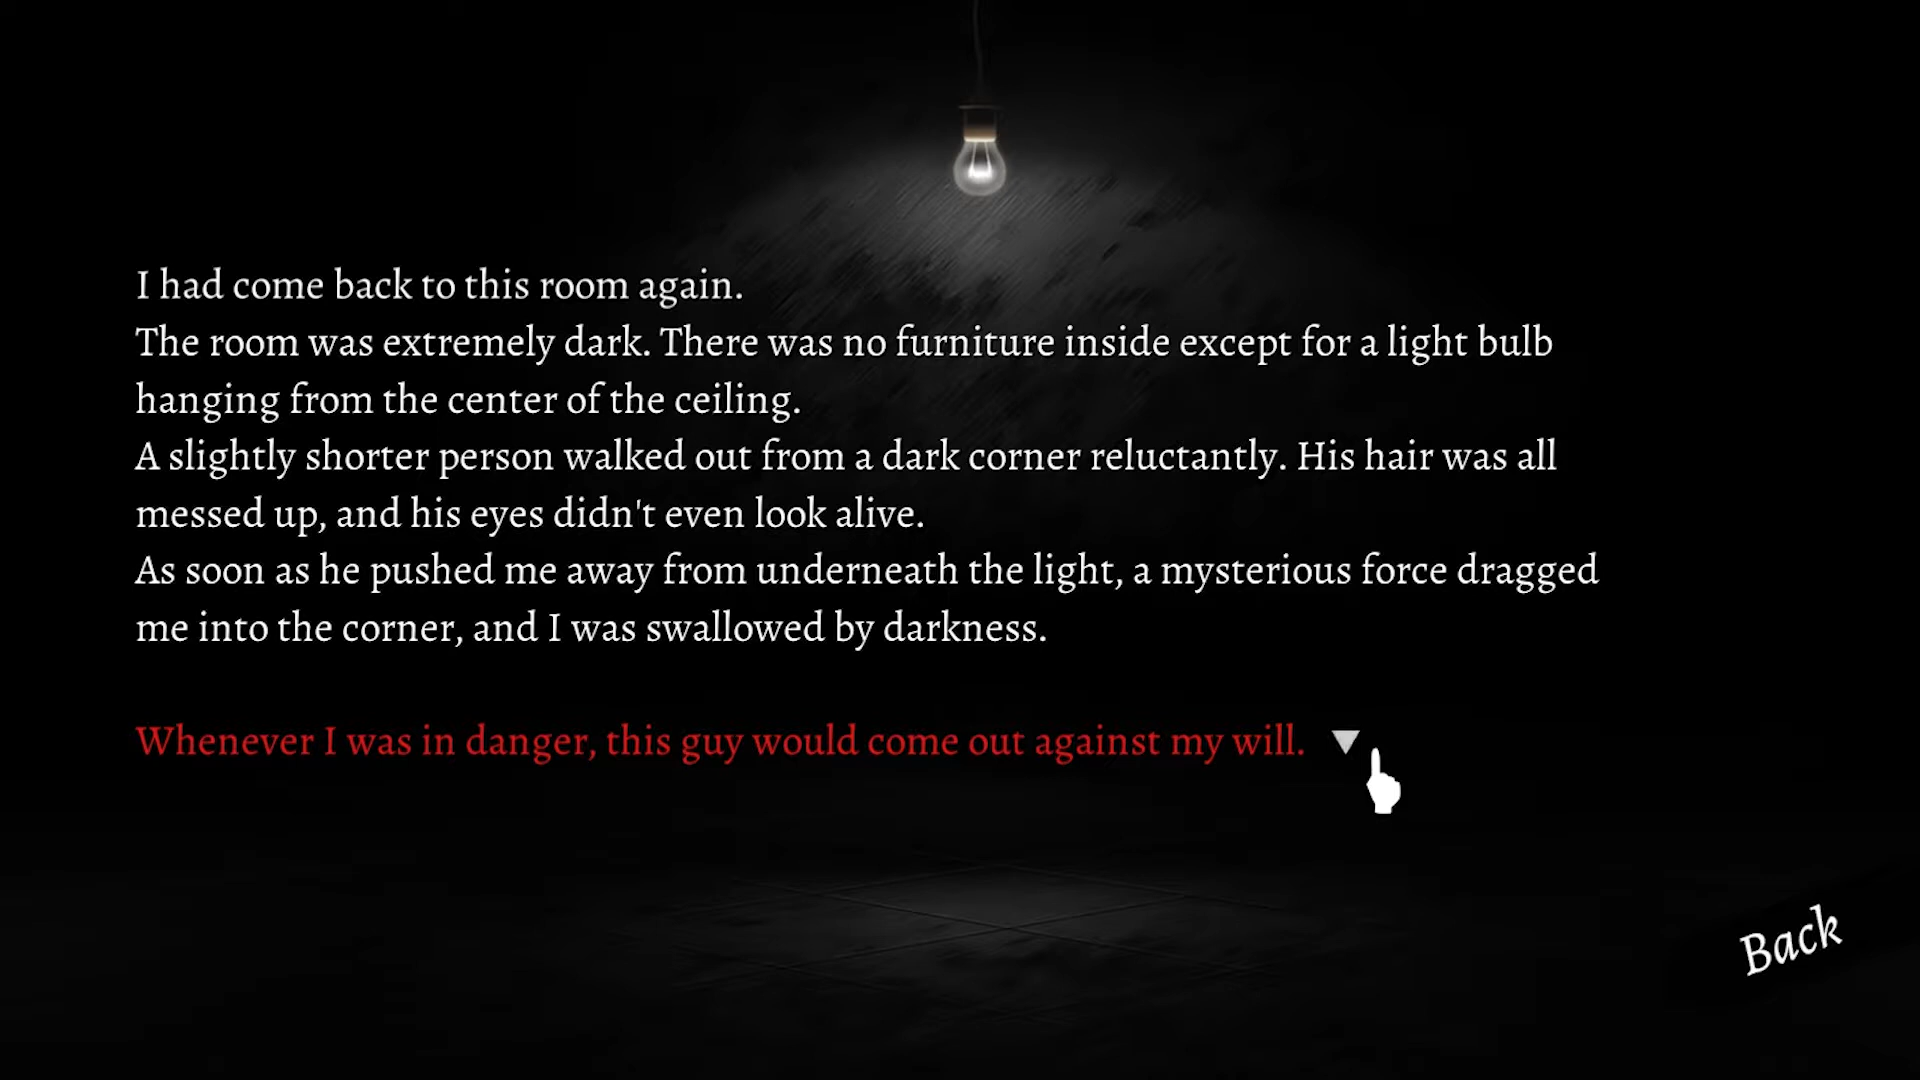 I had come back to this room again.
The room was extremely dark. There was no furniture inside except for a light bulb
hanging from the center of the ceiling.
A slightly shorter person walked out from a dark corner reluctantly. His hair was all
messed up, and his eyes didn't even look alive.
As soon as he pushed me away from underneath the light, a mysterious force dragged
me into the corner, and I was swallowed by darkness.
Whenever I was in danger, this guy would come out against my will.
Back